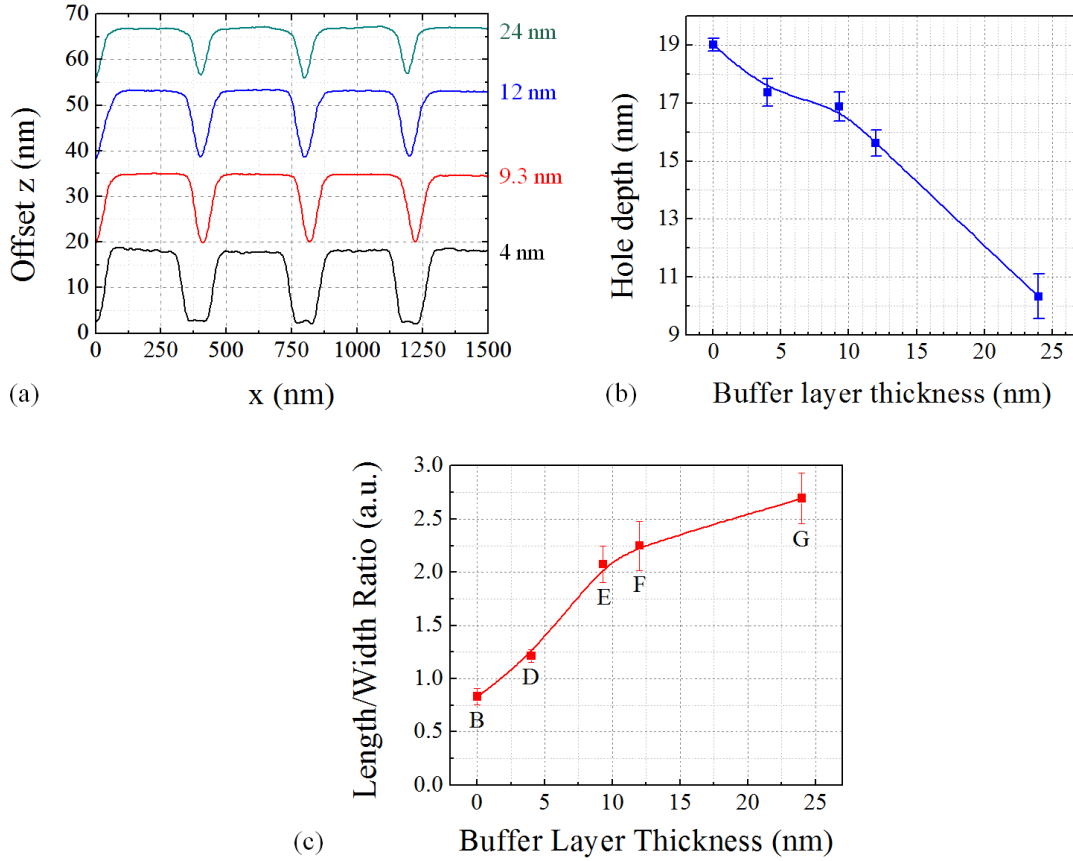 70
60
50
40
30
20
10
0
Offset z (nm)
24 nm
12 nm
9.3 nm
4 nm
0 250 500 750 1000 1250 1500
(a) x (nm)
19
17
15
13
11
9
Hole depth (nm)
0 5 10 15 20 25
(b) Buffer layer thickness (nm)
3.0
2.5
2.0
1.5
1.0
0.5
0.0
Length/Width Ratio (a.u.)
B
D
E
F
G
0 5 10 15 20 25
(c) Buffer Layer Thickness (nm)